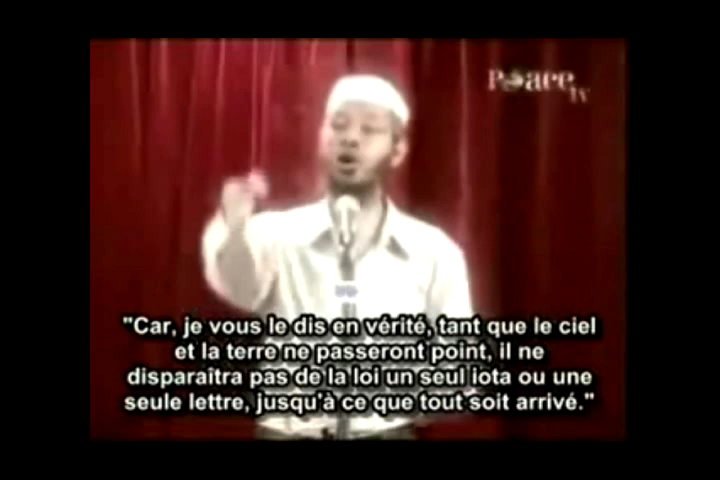 Peace
TV
"Car, je vous le dis en vérité, tant que le ciel
et la terre ne passeront point, il ne
disparaîtra pas de la loi un seul iota ou une
seule lettre, jusqu'à ce que tout soit arrivé."